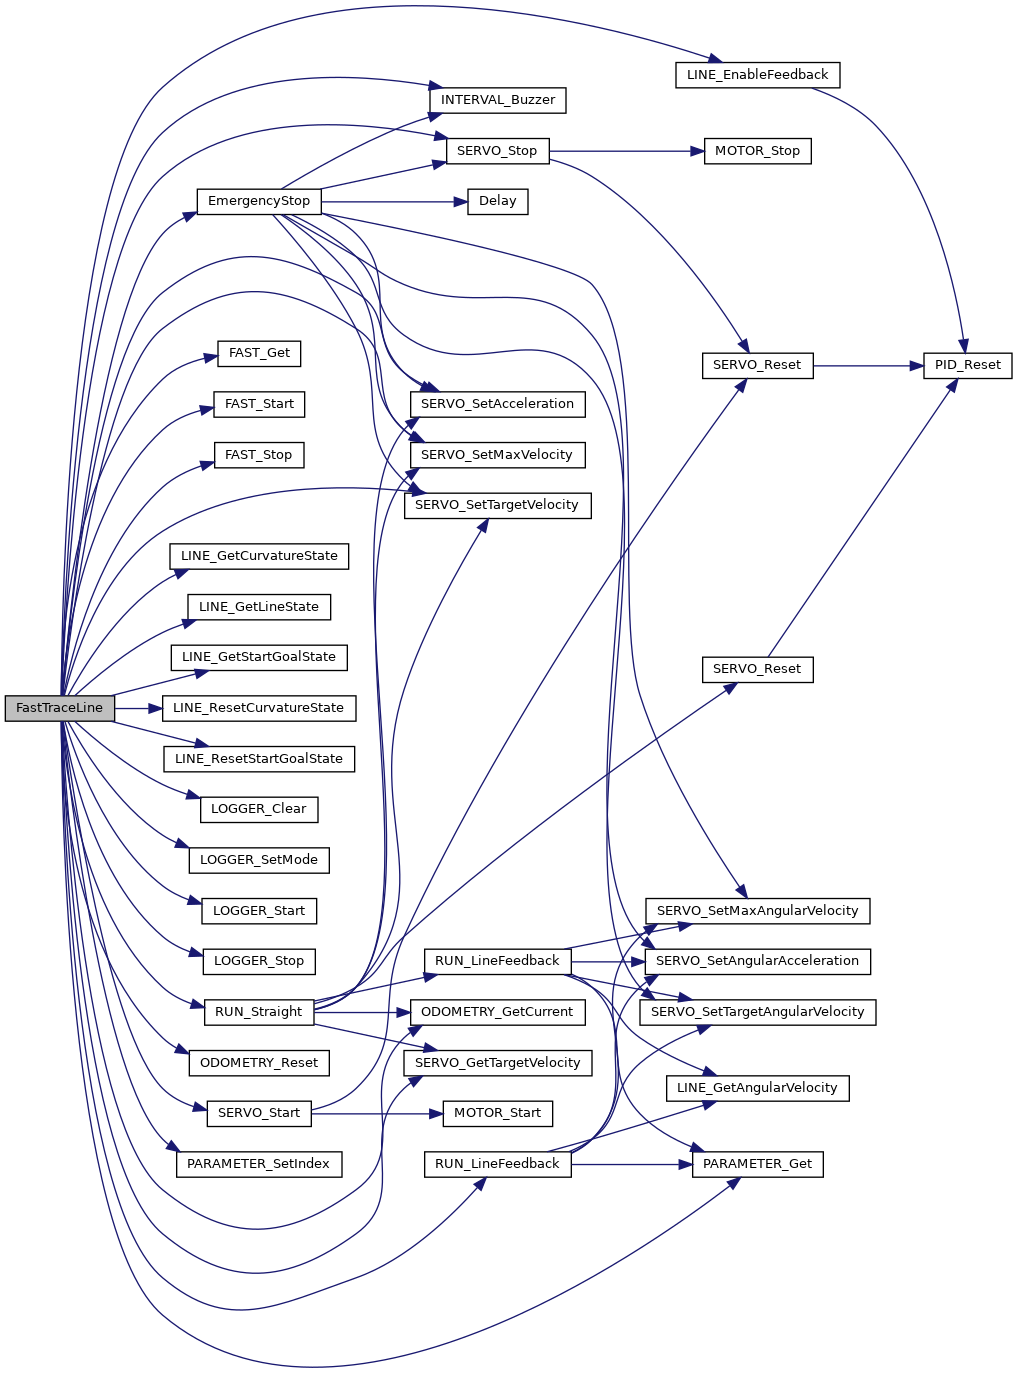 LINE_EnableFeedback
INTERVAL_Buzzer
SERVO_Stop
MOTOR_Stop
EmergencyStop
Delay
FAST_Get
SERVO_Reset
PID_Reset
FAST_Start
SERVO_SetAcceleration
FAST_Stop
SERVO_SetMaxVelocity
SERVO_SetTargetVelocity
LINE_GetCurvatureState
LINE_GetLineState
LINE_GetStartGoalState
SERVO_Reset
FastTraceLine
LINE_ResetCurvatureState
LINE_ResetStartGoalState
LOGGER_Clear
LOGGER_SetMode
LOGGER_Start
SERVO_SetMaxAngularVelocity
LOGGER_Stop
RUN_LineFeedback
SERVO_SetAngularAcceleration
RUN_Straight
ODOMETRY_GetCurrent
SERVO_SetTargetAngularVelocity
ODOMETRY_Reset
SERVO_GetTargetVelocity
LINE_GetAngularVelocity
SERVO_Start
MOTOR_Start
PARAMETER_SetIndex
RUN_LineFeedback
PARAMETER_Get